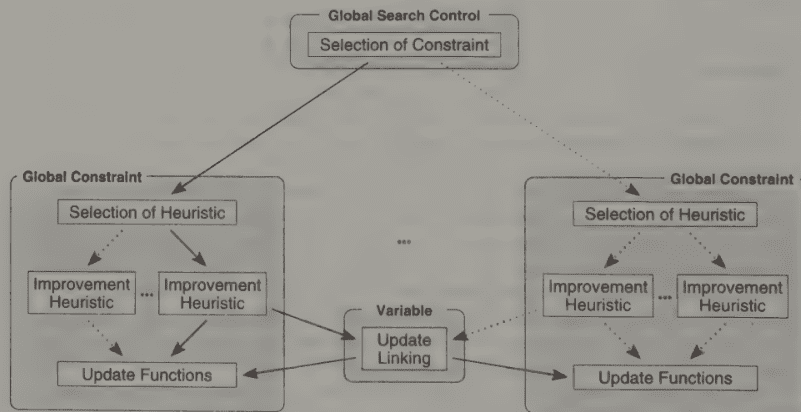 Global Search Control
Selection of Constraint
Global Constraint
Selection of Heuristic
Improvement
Heuristic
...
Improvement
Heuristic
Update Functions
...
Variable
Update
Linking
Global Constraint
Selection of Heuristic
Improvement
Heuristic
...
Improvement
Heuristic
Update Functions